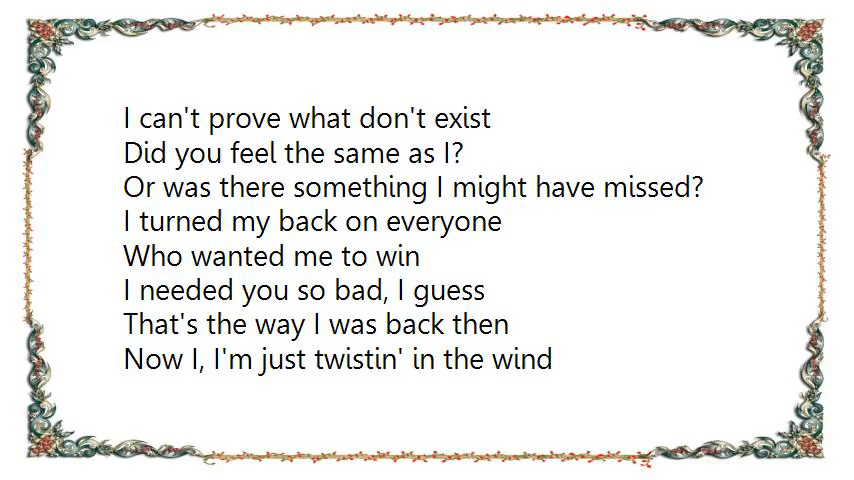 I can't prove what don't exist
Did you feel the same as I?
Or was there something I might have missed?
I turned my back on everyone
Who wanted me to win
I needed you so bad, I guess
That's the way I was back then
Now I, I'm just twistin' in the wind